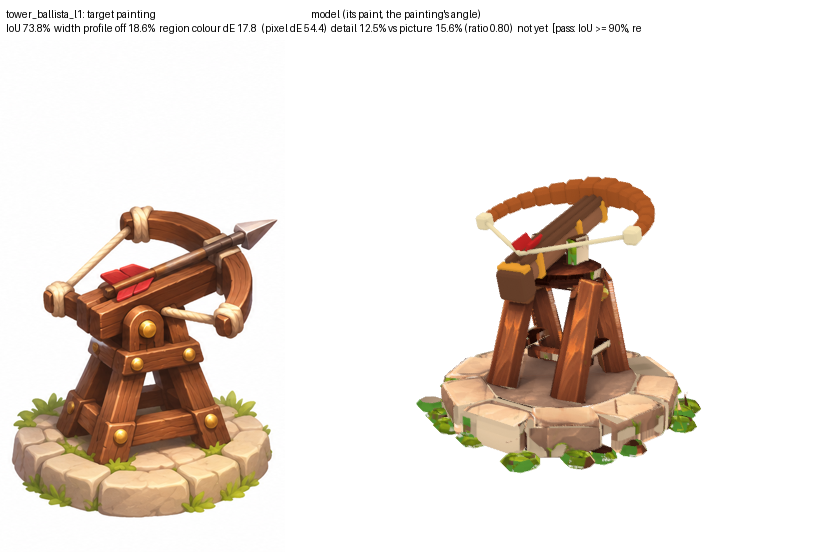 tower_ballista_l1: target painting
model (its paint, the painting's angle)
IoU 73.8% width profile off 18.6% region colour dE 17.8 (pixel dE 54.4) detail 12.5% vs picture 15.6% (ratio 0.80) not yet [pass: IoU >= 90%, re